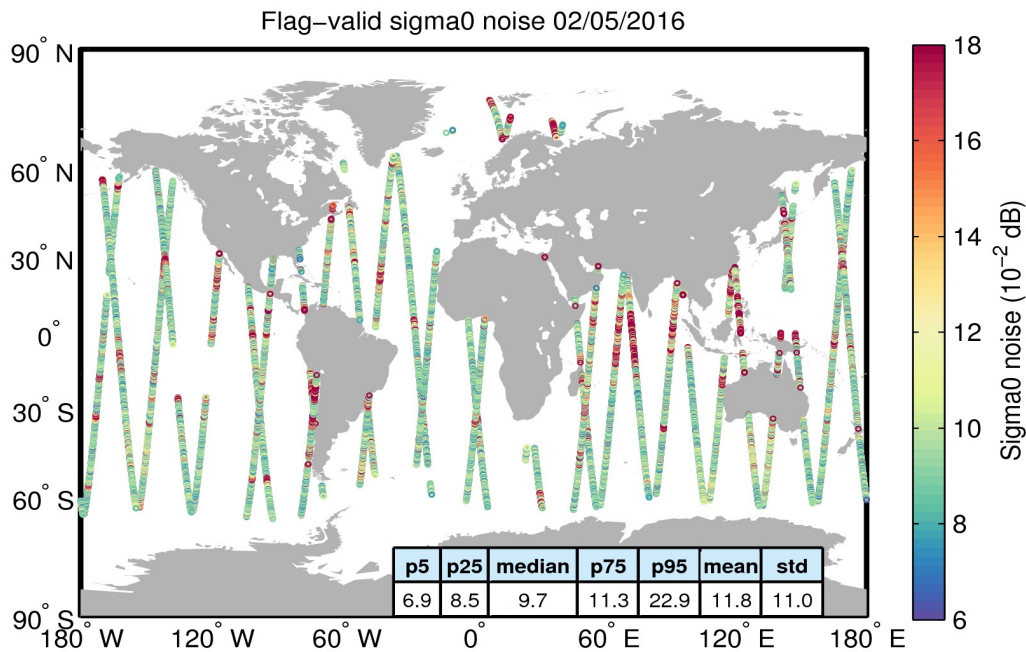 Flag−valid sigma0 noise 02/05/2016
90° N
60° N
30° N
0°
30° S
60° S
90° S
180° W
120° W
60° W
0°
60° E
120° E
180° E
p5 p25 median p75 p95 mean std
6.9 8.5 9.7 11.3 22.9 11.8 11.0
18
16
14
12
10
8
6
Sigma0 noise (10⁻² dB)